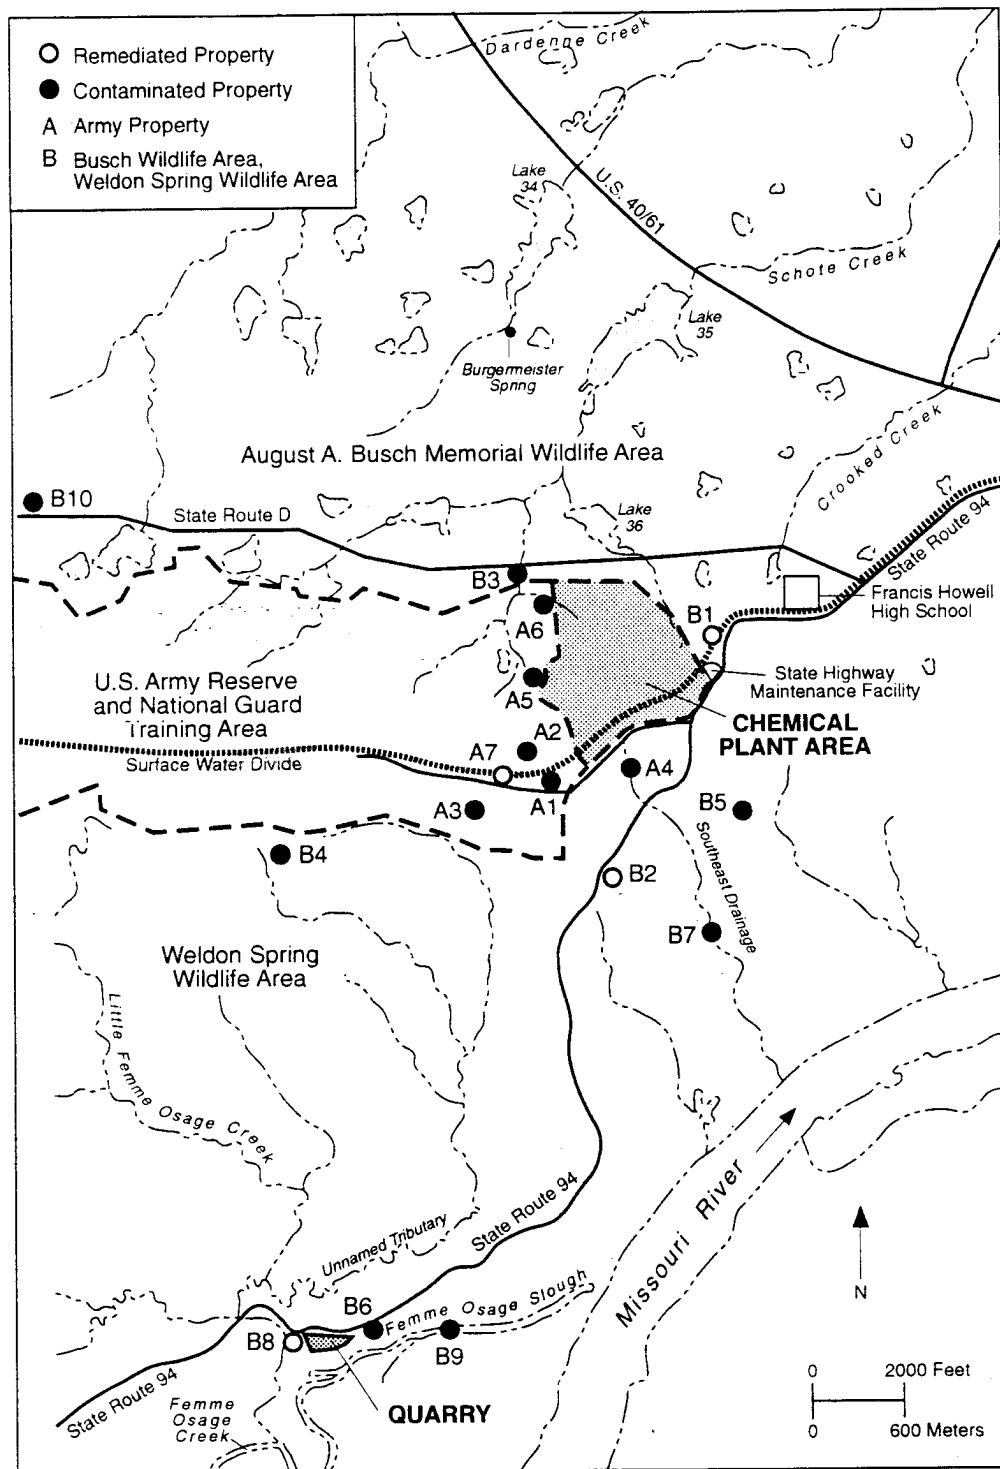 Remediated Property
Contaminated Property
A Army Property
B Busch Wildlife Area,
Weldon Spring Wildlife Area
Dardenne Creek
Lake
34
U.S. 40/61
Schote Creek
Lake
35
Burgermeister
Spring
August A. Busch Memorial Wildlife Area
Crooked Creek
B10
State Route D
Lake
36
State Route 94
B3
Francis Howell
High School
A6
B1
State Highway
Maintenance Facility
A5
U.S. Army Reserve
and National Guard
Training Area
CHEMICAL
PLANT AREA
A2
A7
Surface Water Divide
A4
A1
A3
B5
B4
B2
Southeast Drainage
B7
Weldon Spring
Wildlife Area
Little Femme Osage Creek
Missouri River
State Route 94
Unnamed Tributary
N
Femme Osage Slough
B6
B8
B9
State Route 94
QUARRY
Femme
Osage
Creek
0 2000 Feet
0 600 Meters